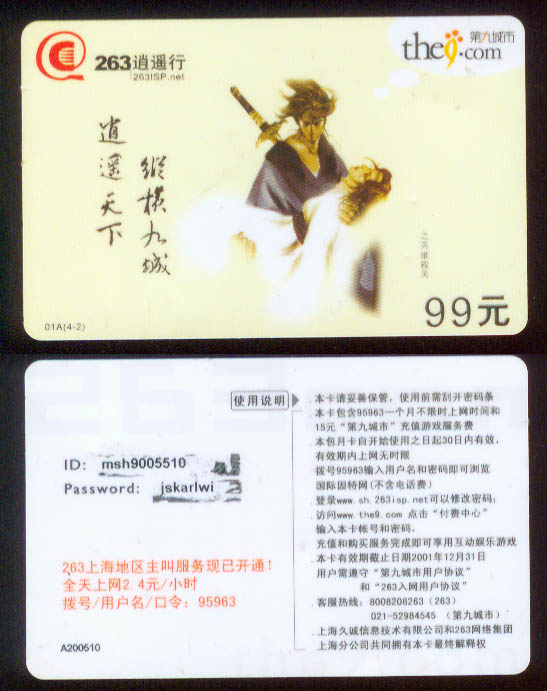 263逍遥行
263ISP.net
第九城市
the9.com
逍遥天下
纵横九城
之英雄救美
99元
01A(4-2)
使用说明
.本卡请妥善保管，使用前需刮开密码条
.本卡包含95963一个月不限时上网时间和
15元“第九城市”充值游戏服务费
.本包月卡自开始使用之日起30日内有效，
有效期内上网无时限
.拨号95963输入用户名和密码即可浏览
国际因特网(不含电话费)
.登录www.sh.263isp.net可以修改密码；
.访问www.the9.com 点击“付费中心”
输入本卡帐号和密码，
充值和购买服务完成即可享用互动娱乐游戏
.本卡有效期截止日期2001年12月31日
用户需遵守“第九城市用户协议”
和“263入网用户协议”
.客服热线：8008208263（263）
021-52984545 （第九城市）
.上海久诚信息技术有限公司和263网络集团
上海分公司共同拥有本卡最终解释权
ID: msh9005510
Password: jskarlwi
263上海地区主叫服务现已开通！
全天上网2.4元/小时
拨号/用户名/口令：95963
A200510